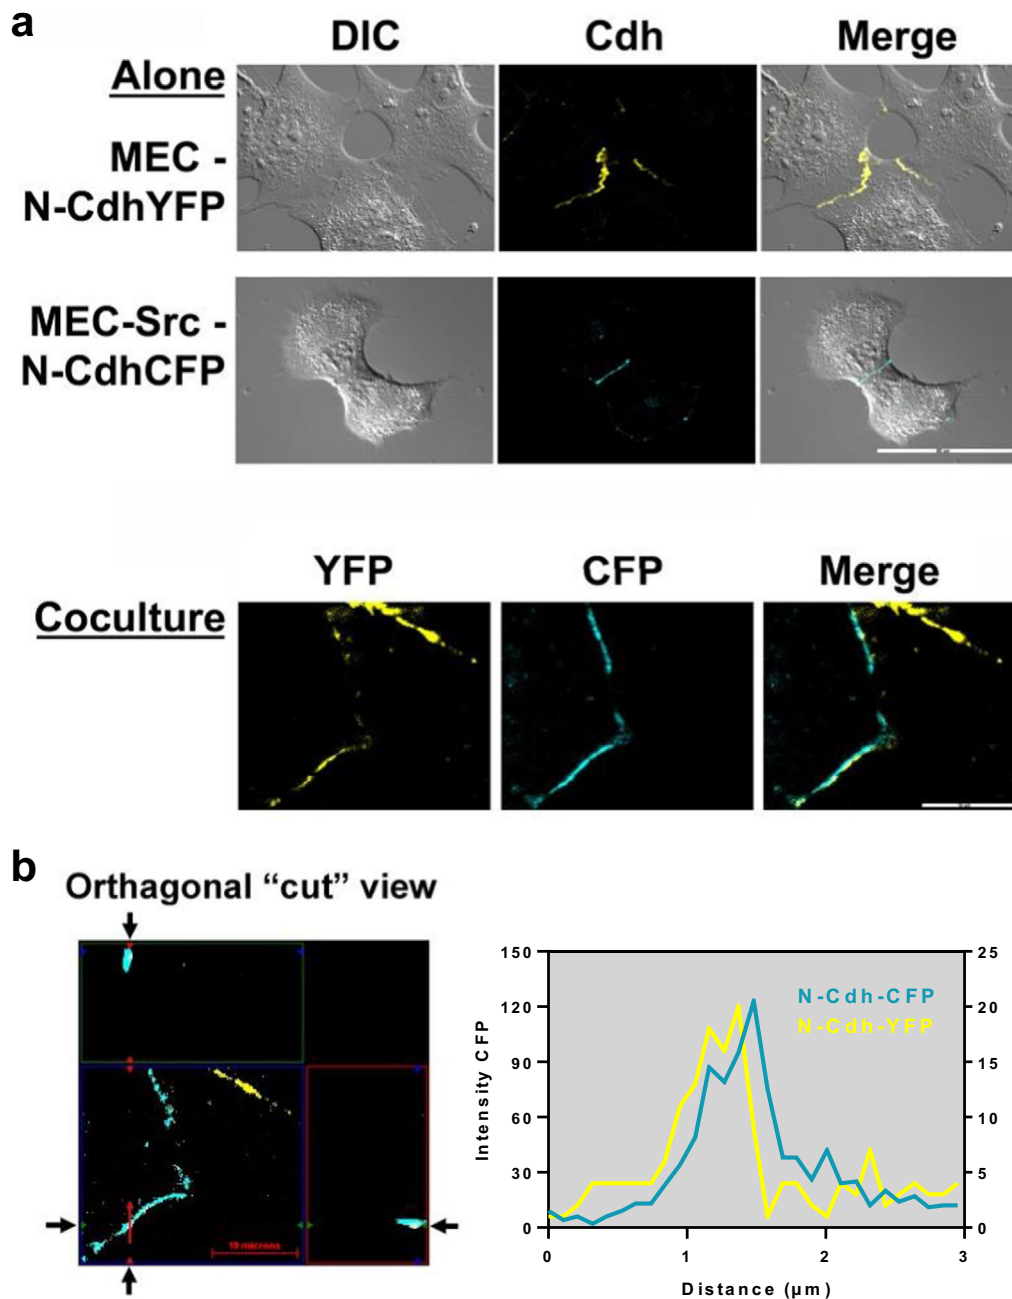 a
DIC
Cdh
Merge
Alone
MEC -
N-CdhYFP
MEC-Src -
N-CdhCFP
YFP
CFP
Merge
Coculture
b
Orthagonal “cut” view
10 microns
150
120
90
60
30
0
Intensity CFP
N-Cdh-CFP
N-Cdh-YFP
25
20
15
10
5
0
0
1
2
3
Distance (µm)